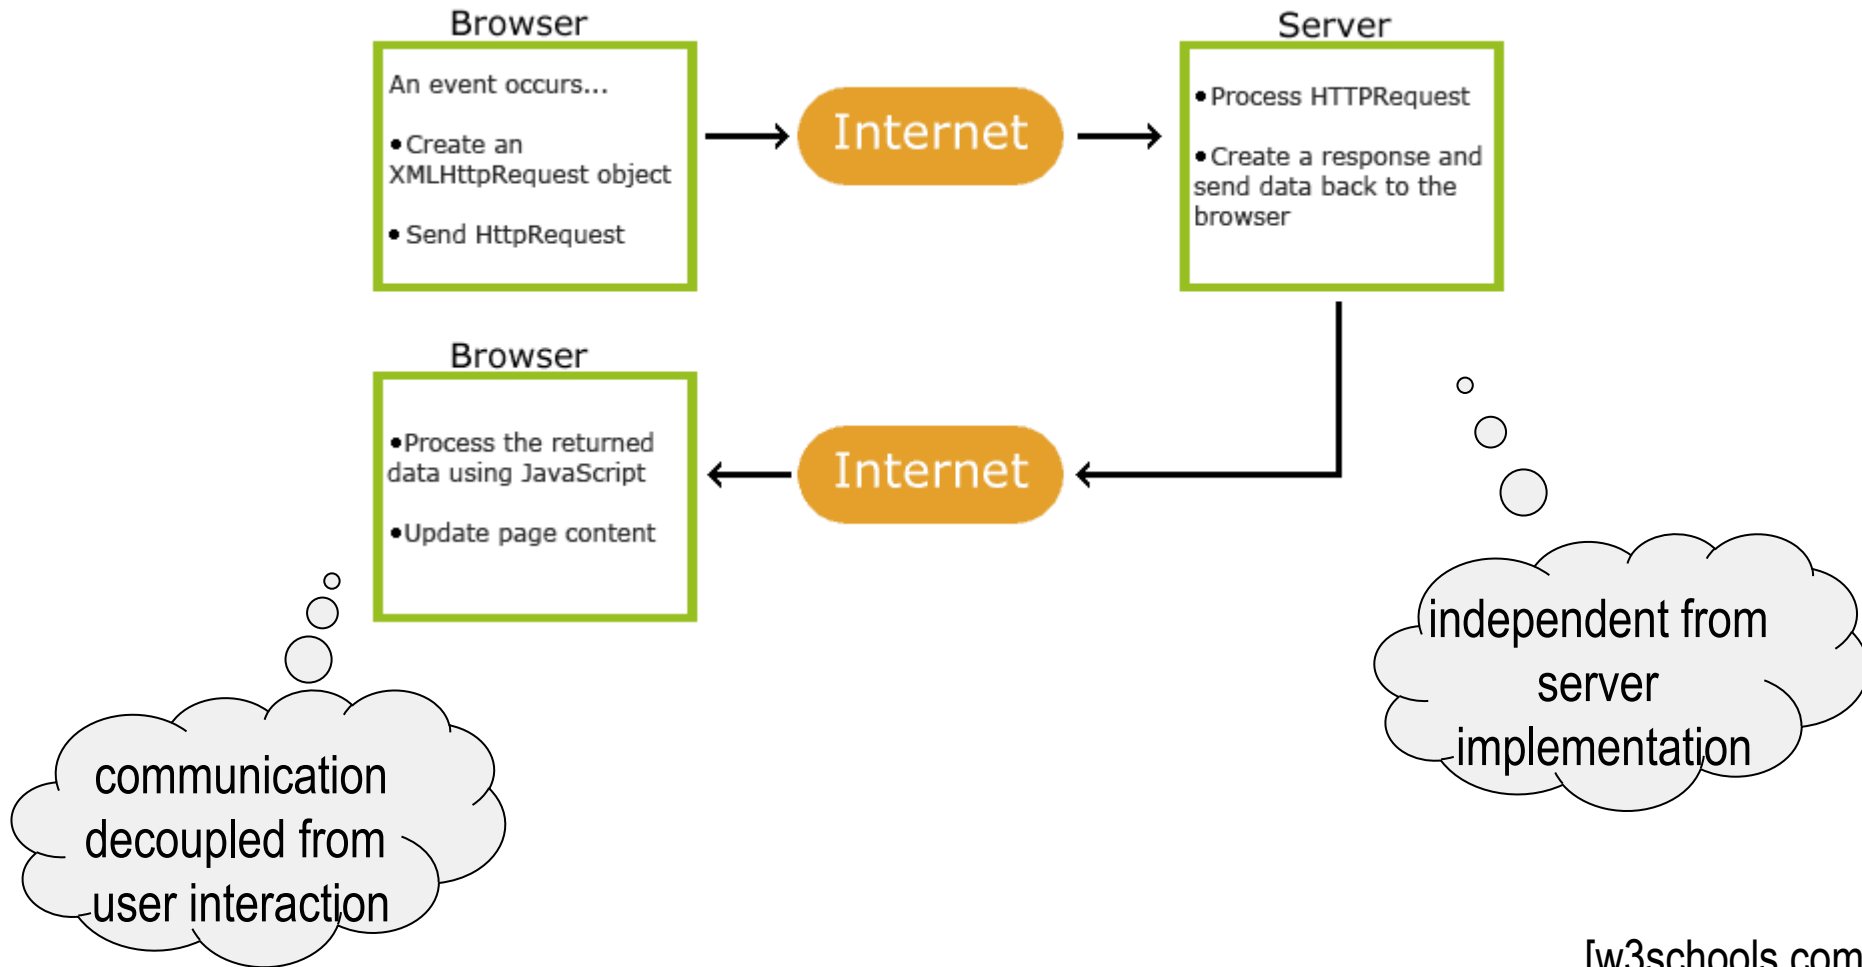 Browser
An event occurs...
•Create an
XMLHttpRequest object
• Send HttpRequest
Internet
Server
•Process HTTPRequest
•Create a response and
send data back to the
browser
Browser
•Process the returned
data using JavaScript
•Update page content
Internet
independent from
server
implementation
communication
decoupled from
user interaction
[w3schools.com